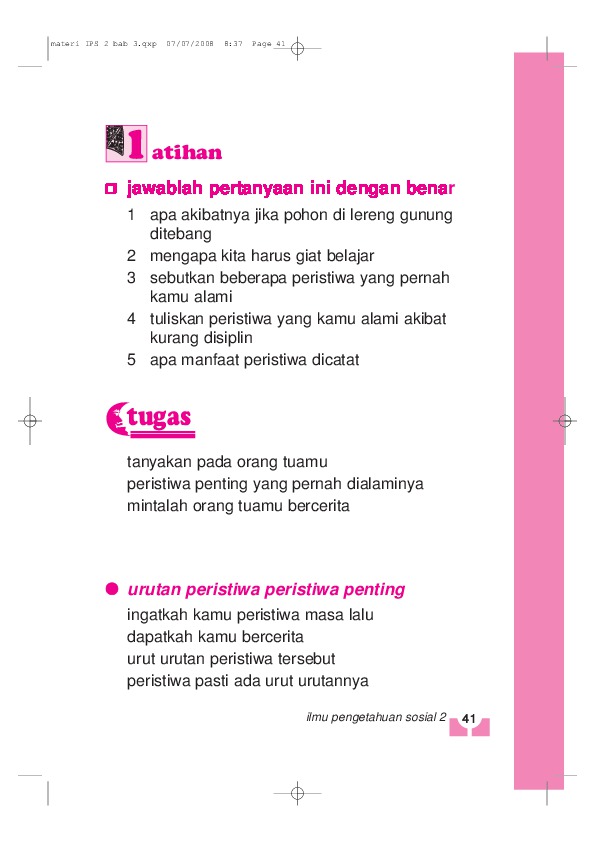 materi IPS 2 bab 3.qxp 07/07/2008 8:37 Page 41
latihan
jawablah pertanyaan ini dengan benar
1 apa akibatnya jika pohon di lereng gunung
ditebang
2 mengapa kita harus giat belajar
3 sebutkan beberapa peristiwa yang pernah
kamu alami
4 tuliskan peristiwa yang kamu alami akibat
kurang disiplin
5 apa manfaat peristiwa dicatat
tugas
tanyakan pada orang tuamu
peristiwa penting yang pernah dialaminya
mintalah orang tuamu bercerita
urutan peristiwa peristiwa penting
ingatkah kamu peristiwa masa lalu
dapatkah kamu bercerita
urut urutan peristiwa tersebut
peristiwa pasti ada urut urutannya
ilmu pengetahuan sosial 2 41